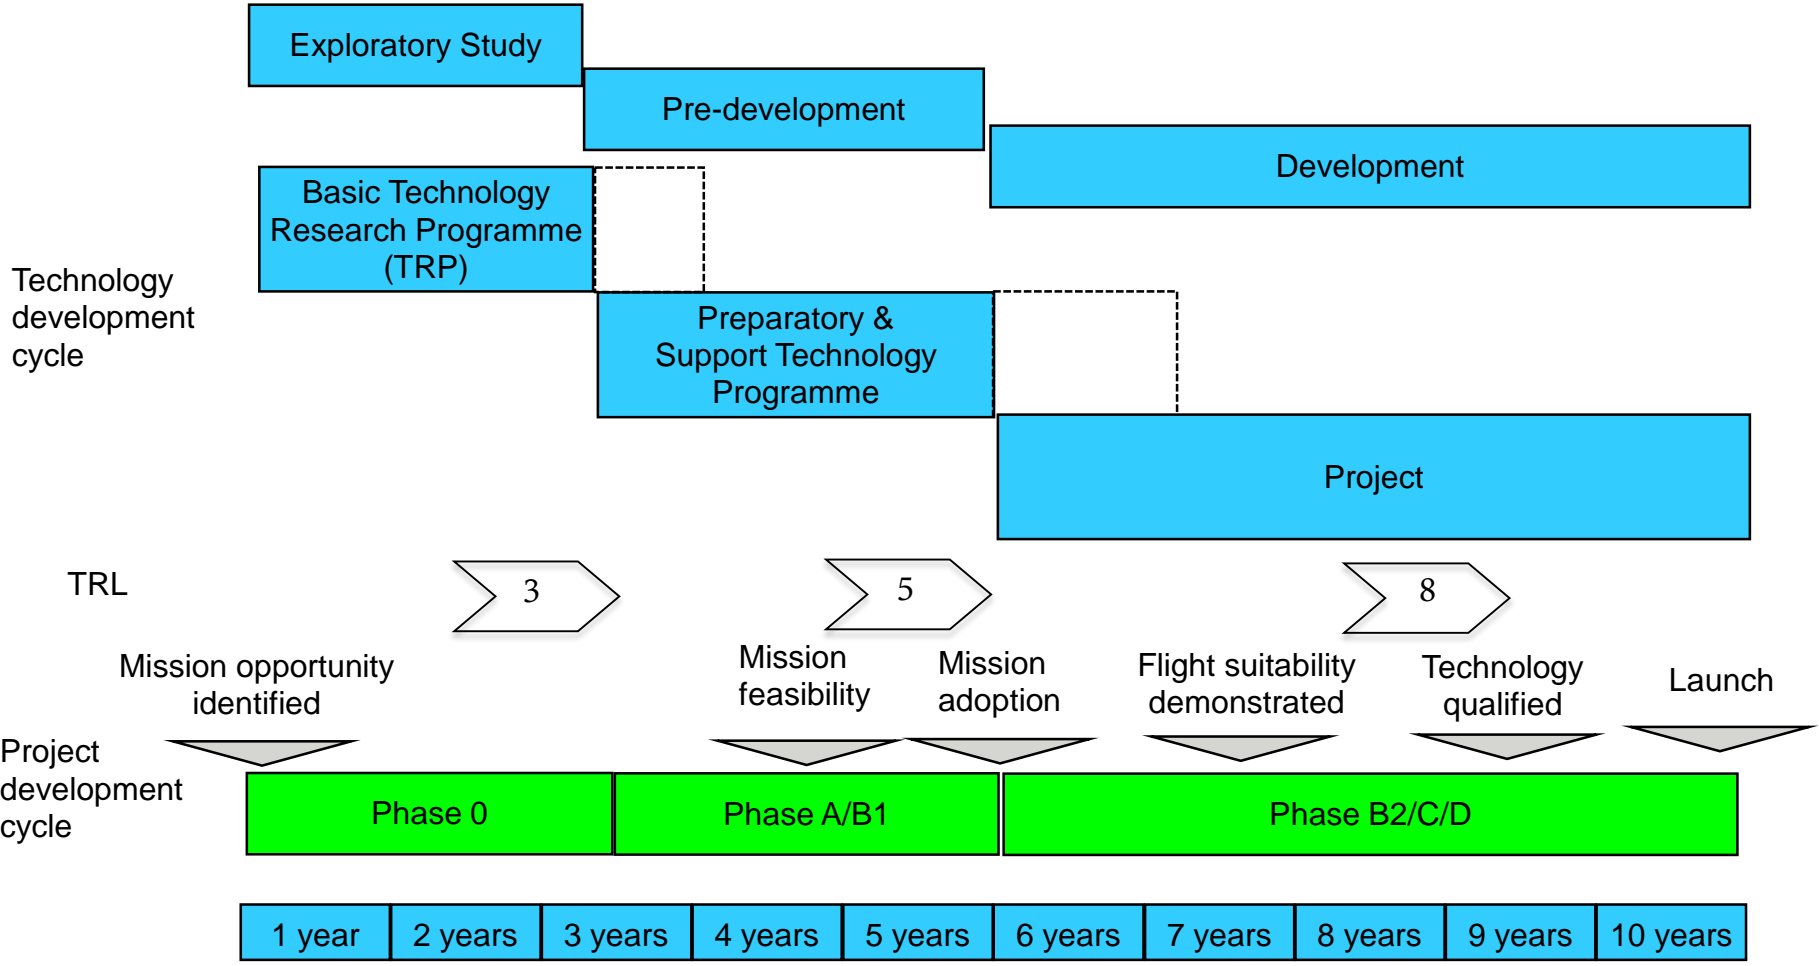 Exploratory Study
Pre-development
Development
Basic Technology
Research Programme
(TRP)
Technology
development
cycle
Preparatory &
Support Technology
Programme
Project
TRL
3
5
8
Mission opportunity
identified
Mission
feasibility
Mission
adoption
Flight suitability
demonstrated
Technology
qualified
Launch
Project
development
cycle
Phase 0
Phase A/B1
Phase B2/C/D
1 year
2 years
3 years
4 years
5 years
6 years
7 years
8 years
9 years
10 years